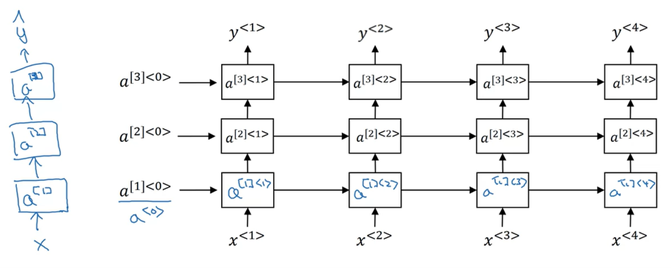 ŷ
a^[3]
a^[2]
a^[1]
x
y^<1> y^<2> y^<3> y^<4>
a^[3]<0> a^[3]<1> a^[3]<2> a^[3]<3> a^[3]<4>
a^[2]<0> a^[2]<1> a^[2]<2> a^[2]<3> a^[2]<4>
a^[1]<0> a^[1]<1> a^[1]<2> a^[1]<3> a^[1]<4>
a^<0>
x^<1> x^<2> x^<3> x^<4>